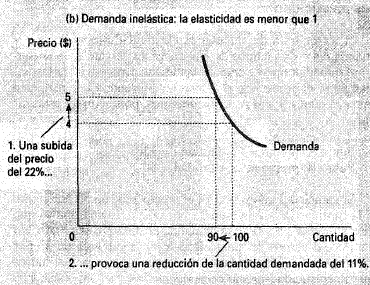 (b) Demanda inelástica: la elasticidad es menor que 1
Precio ($)
5
4
1. Una subida
del precio
del 22%...
Demanda
0
90
100
Cantidad
2. ... provoca una reducción de la cantidad demandada del 11%.